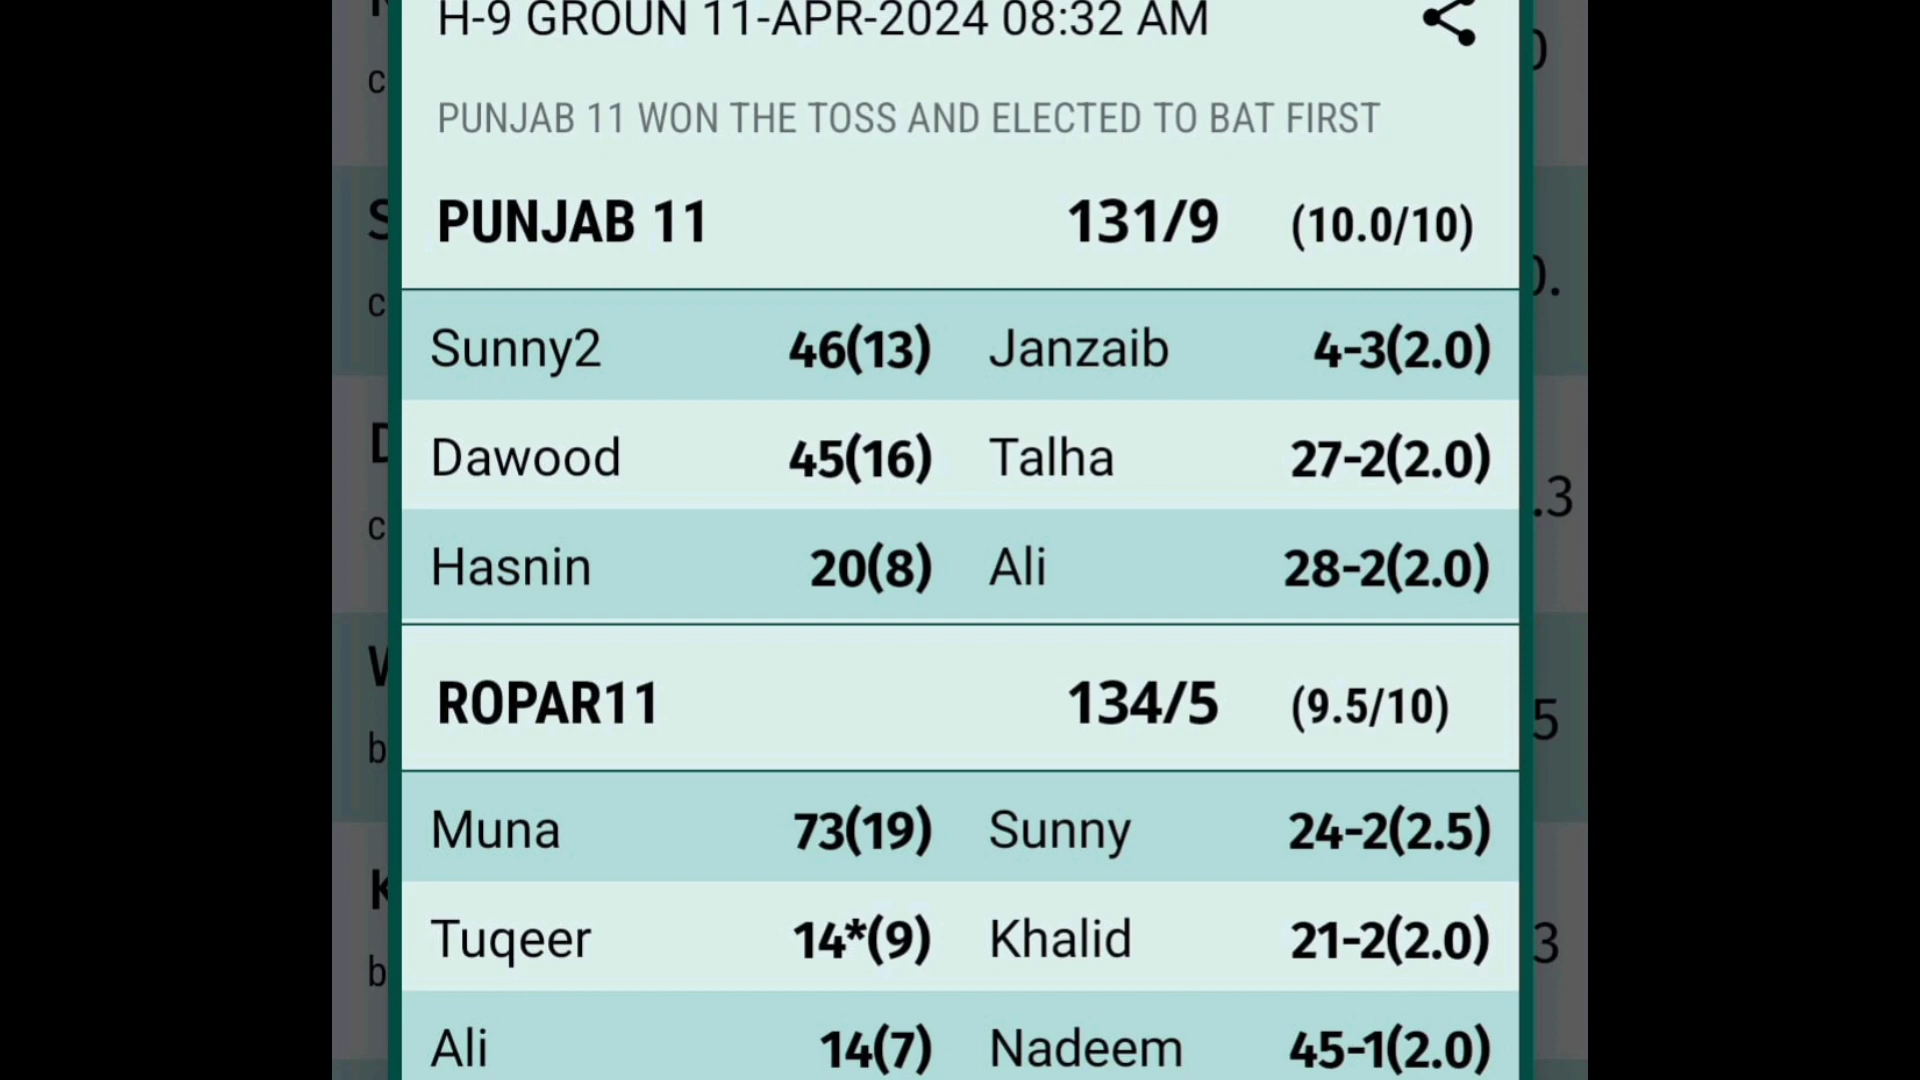 H-9 GROUN 11-APR-2024 08:32 AM
PUNJAB 11 WON THE TOSS AND ELECTED TO BAT FIRST
PUNJAB 11 131/9 (10.0/10)
Sunny2 46(13) Janzaib 4-3(2.0)
Dawood 45(16) Talha 27-2(2.0)
Hasnin 20(8) Ali 28-2(2.0)
ROPAR11 134/5 (9.5/10)
Muna 73(19) Sunny 24-2(2.5)
Tuqeer 14*(9) Khalid 21-2(2.0)
Ali 14(7) Nadeem 45-1(2.0)